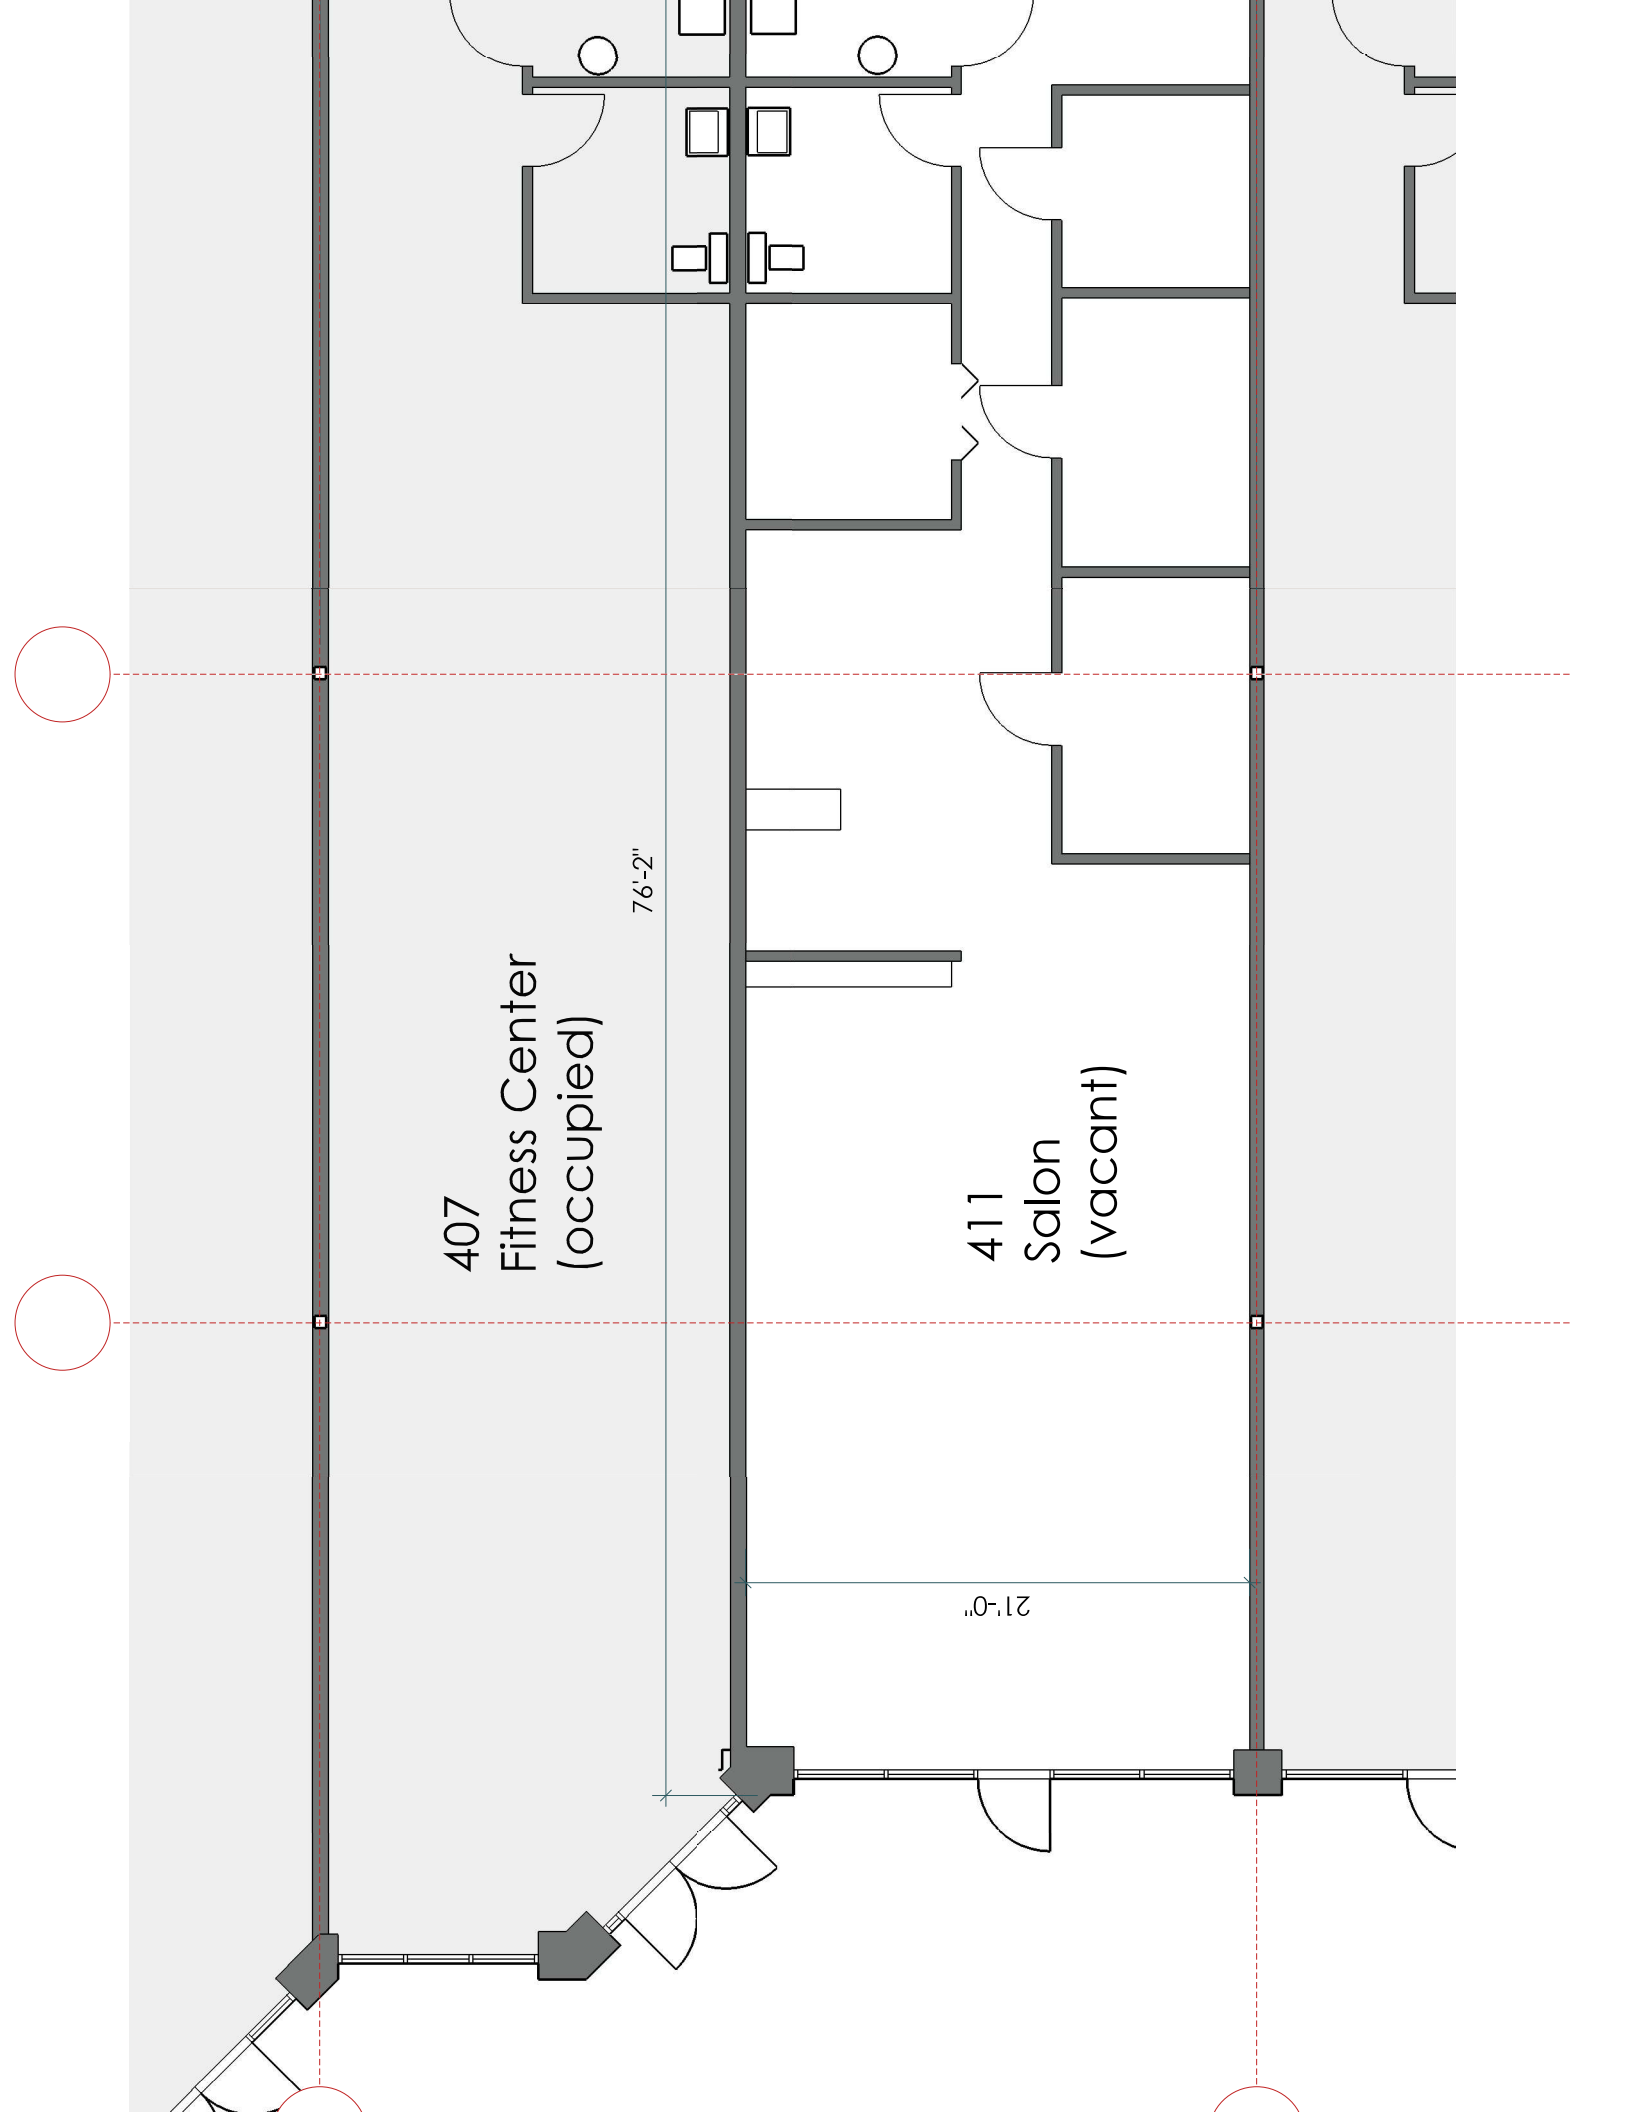 76'-2"
407
Fitness Center
(occupied)
411
Salon
(vacant)
21'-0"